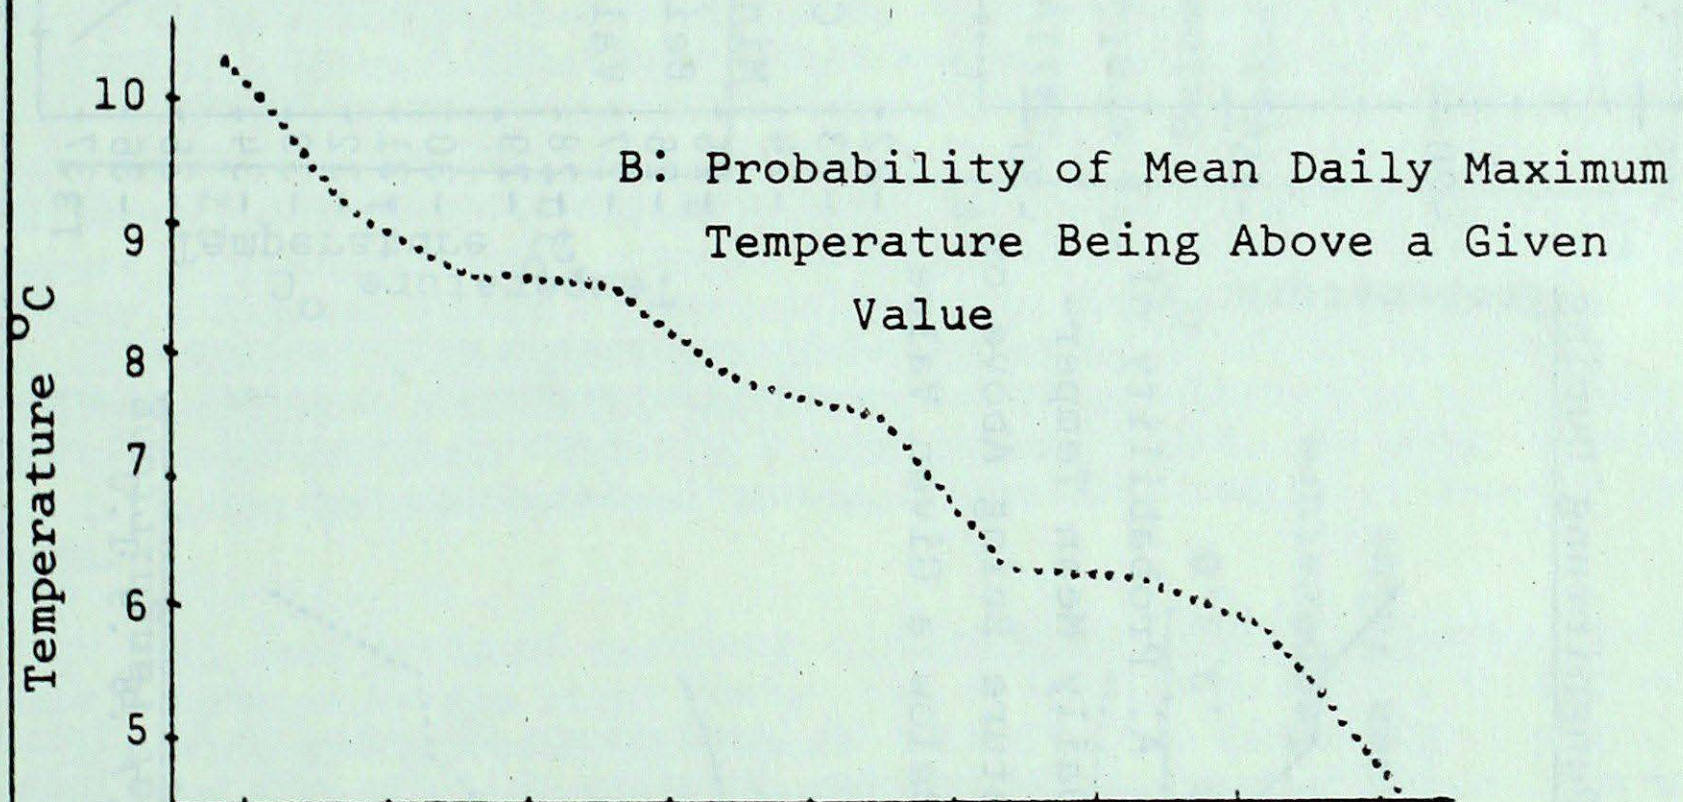 10
B: Probability of Mean Daily Maximum
9
Temperature Being Above a Given
Value
8
7
6
5
Temperature °C